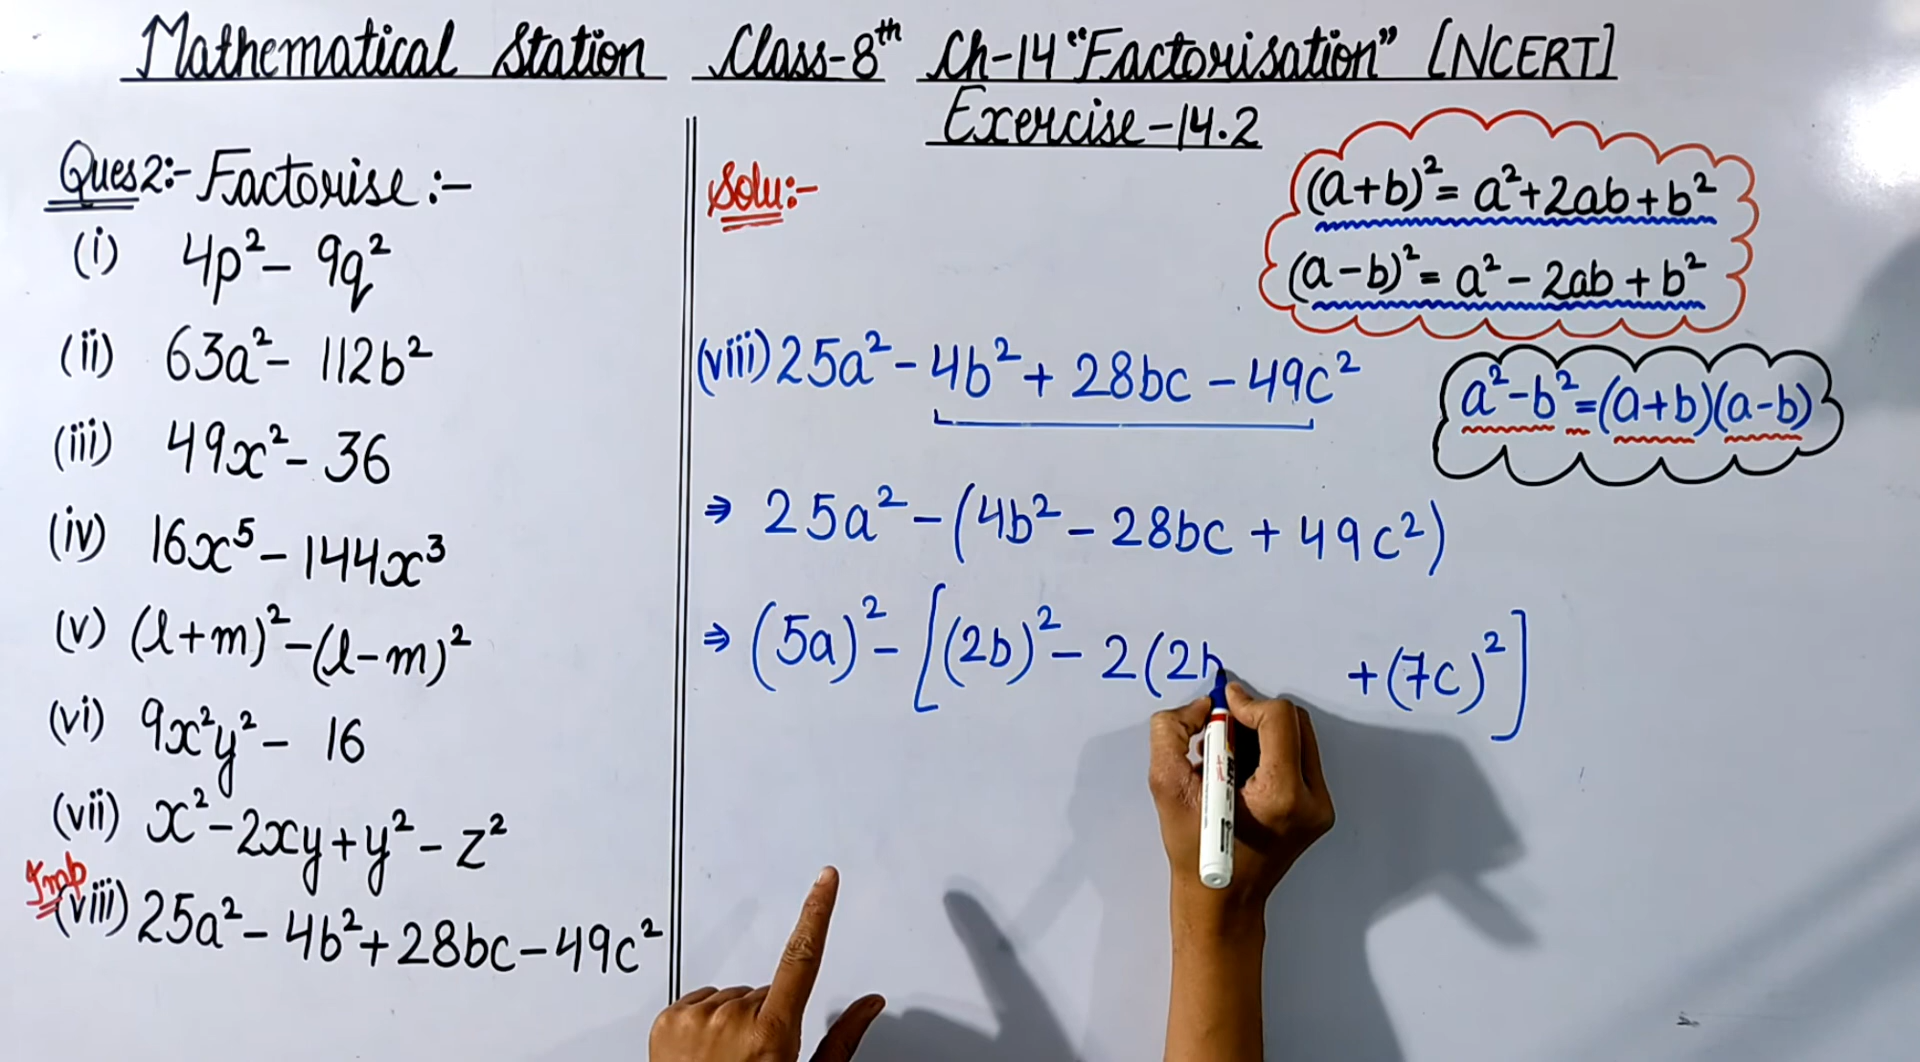 Mathematical Station Class-8th Ch-14 “Factorisation” [NCERT]
Exercise-14.2
Ques2:- Factorise:-
(i) 4p²- 9q²
(ii) 63a²- 112b²
(iii) 49x²- 36
(iv) 16x⁵- 144x³
(v) (l+m)²-(l-m)²
(vi) 9x²y²- 16
(vii) x²-2xy+y²-z²
Imp
(viii) 25a²- 4b²+28bc-49c²
Solu:-
(a+b)²= a²+2ab+b²
(a-b)²= a²-2ab+b²
a²-b²=(a+b)(a-b)
(viii) 25a²-4b²+28bc-49c²
⇒ 25a²-(4b²-28bc+49c²)
⇒ (5a)²-[(2b)²-2(2b +(7c)²]